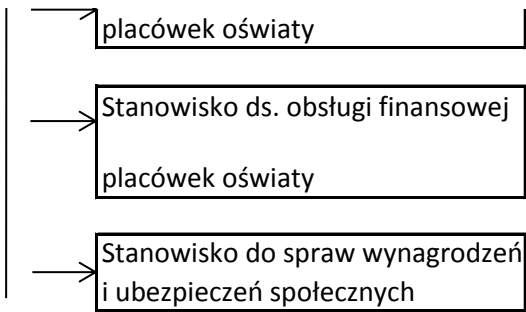 placówek oświaty
Stanowisko ds. obsługi finansowej
placówek oświaty
Stanowisko do spraw wynagrodzeń
i ubezpieczeń społecznych